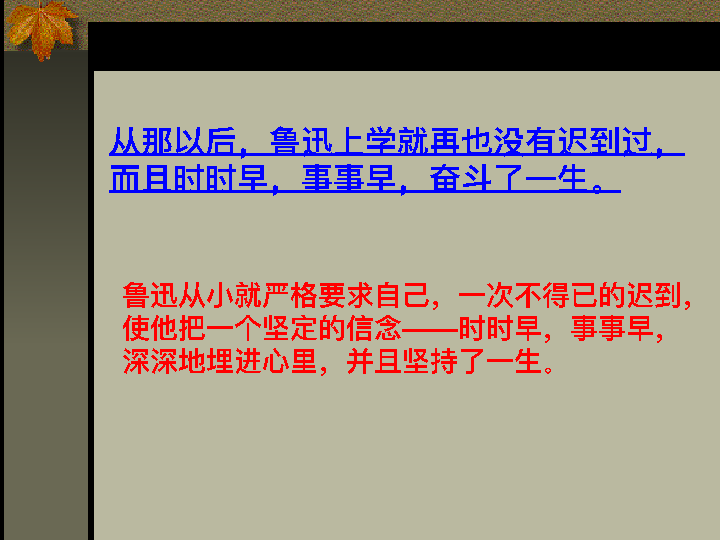 从那以后，鲁迅上学就再也没有迟到过，
而且时时早，事事早，奋斗了一生。
鲁迅从小就严格要求自己，一次不得已的迟到，
使他把一个坚定的信念——时时早，事事早，
深深地埋进心里，并且坚持了一生。